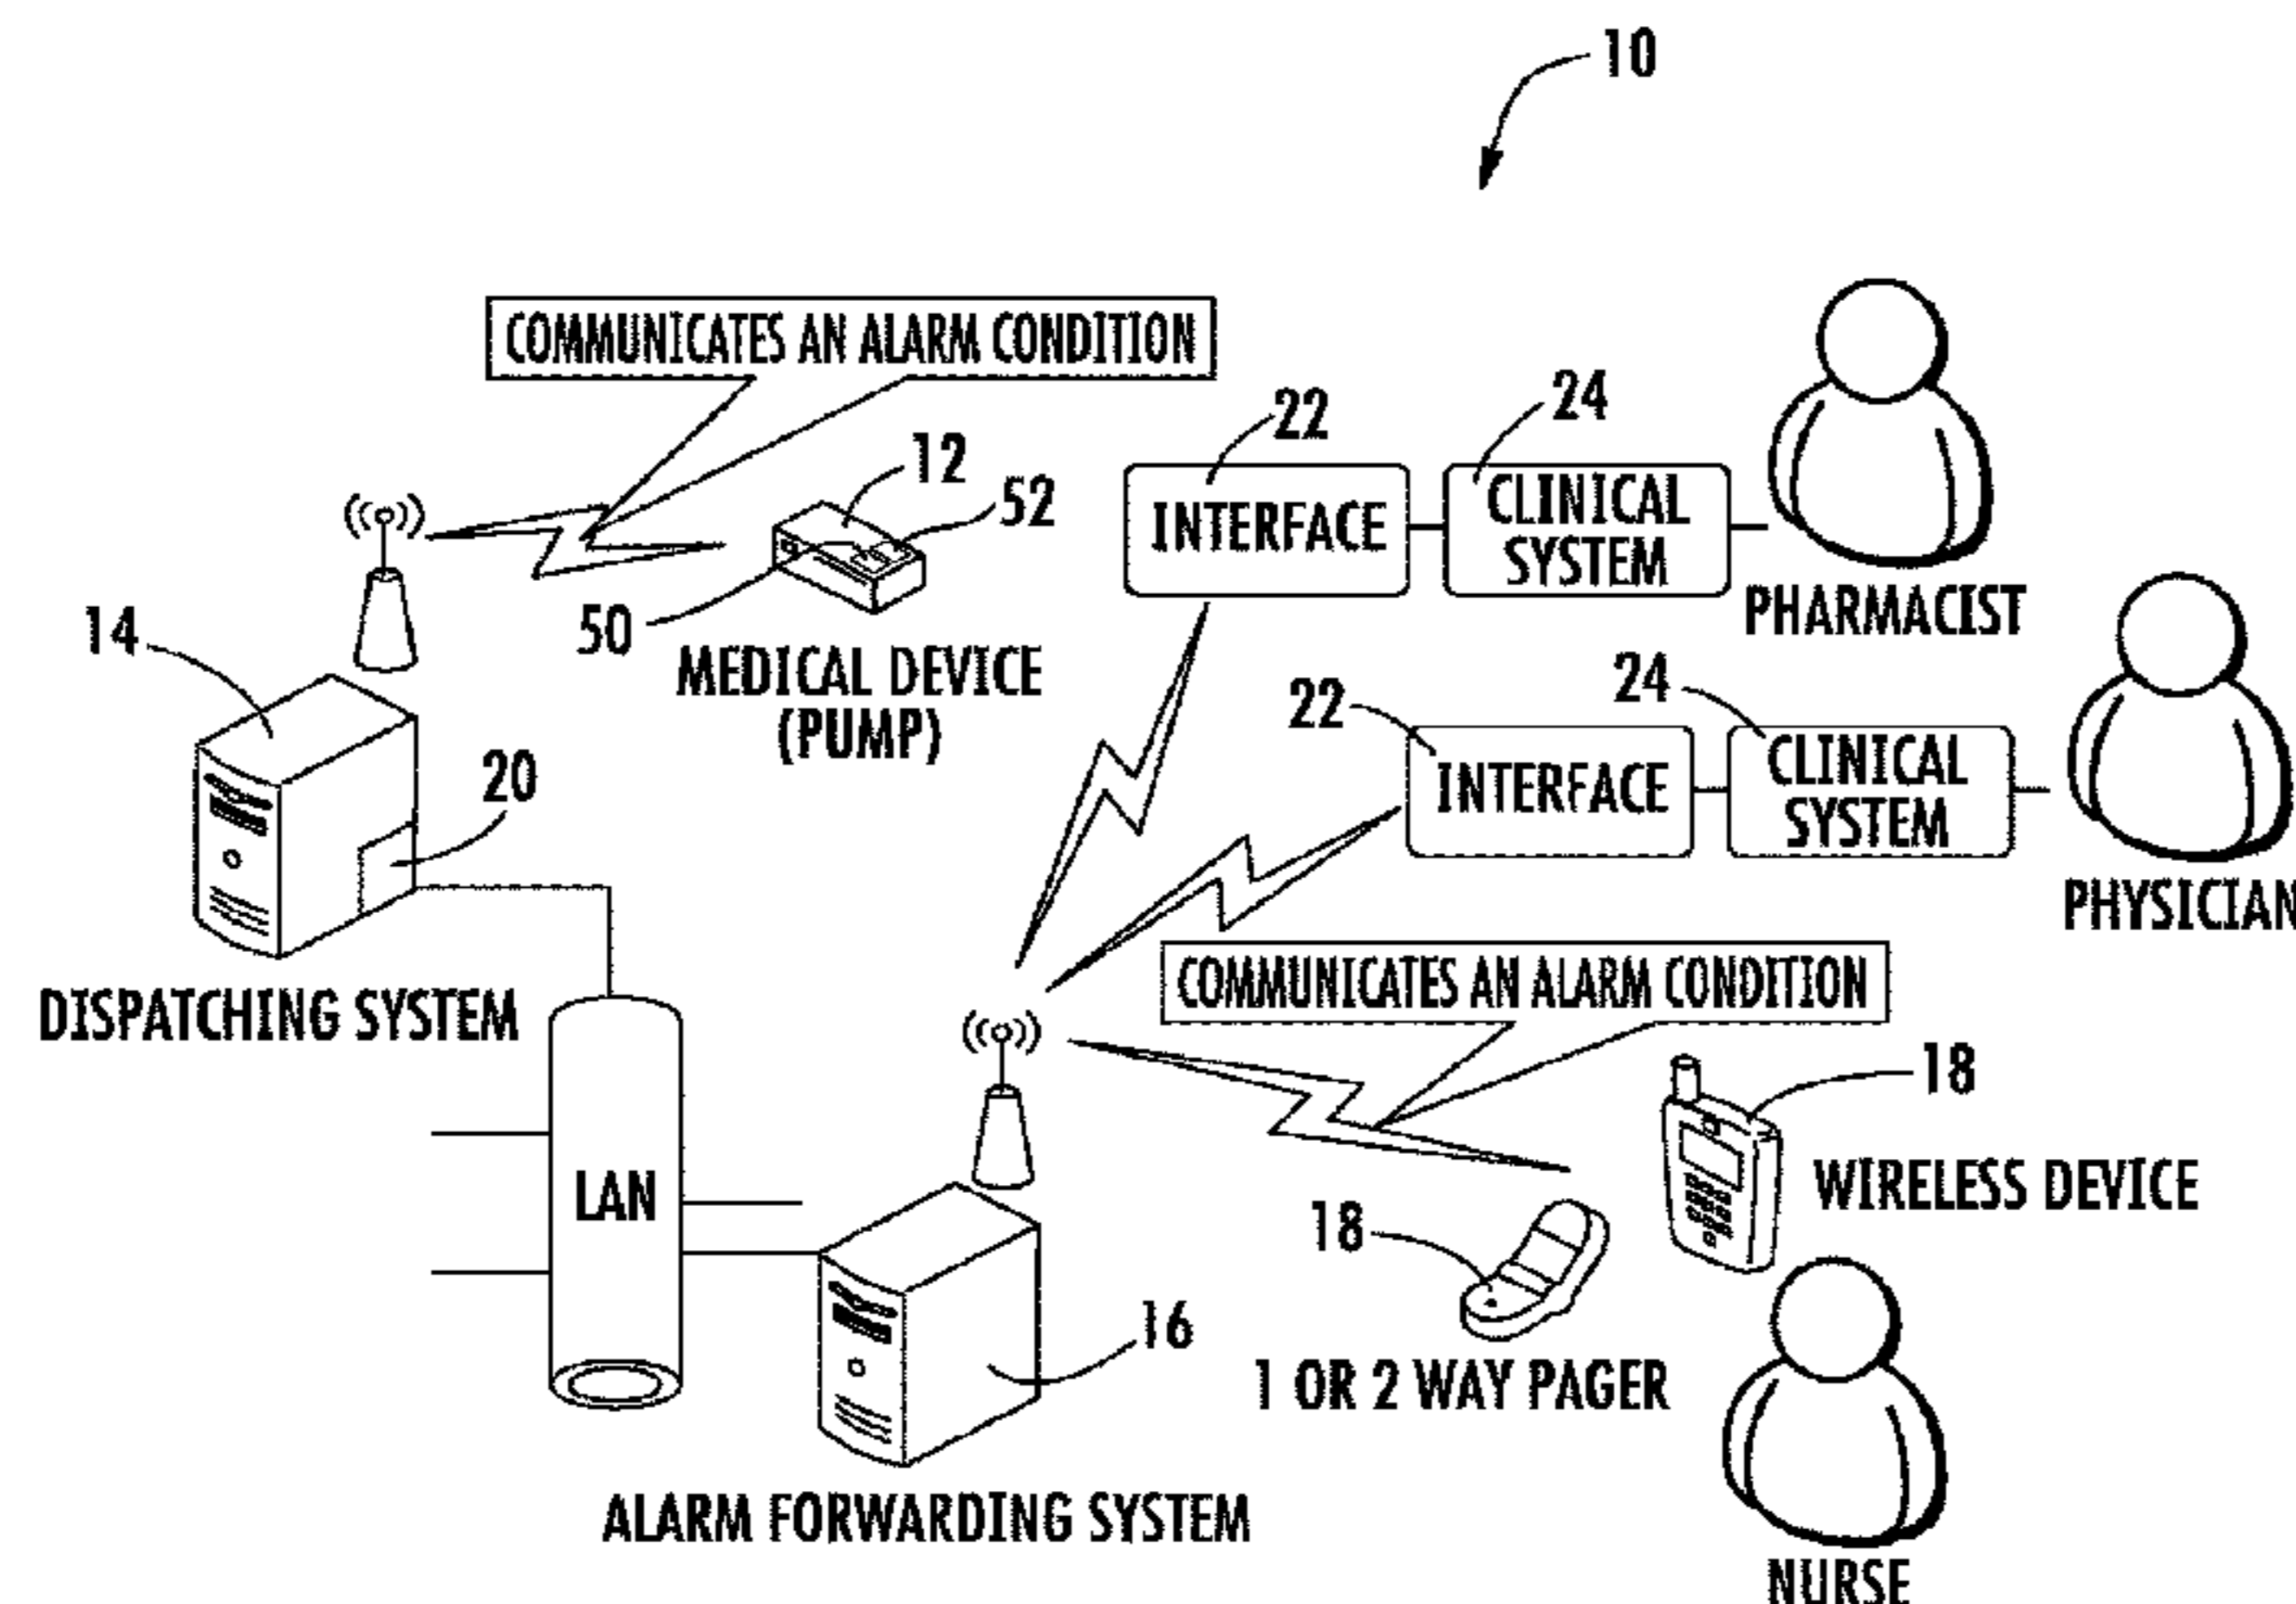 10
COMMUNICATES AN ALARM CONDITION
12
52
50
MEDICAL DEVICE
(PUMP)
22
INTERFACE
24
CLINICAL
SYSTEM
PHARMACIST
14
20
DISPATCHING SYSTEM
22
INTERFACE
24
CLINICAL
SYSTEM
PHYSICIAN
COMMUNICATES AN ALARM CONDITION
LAN
18
WIRELESS DEVICE
18
1 OR 2 WAY PAGER
16
ALARM FORWARDING SYSTEM
NURSE